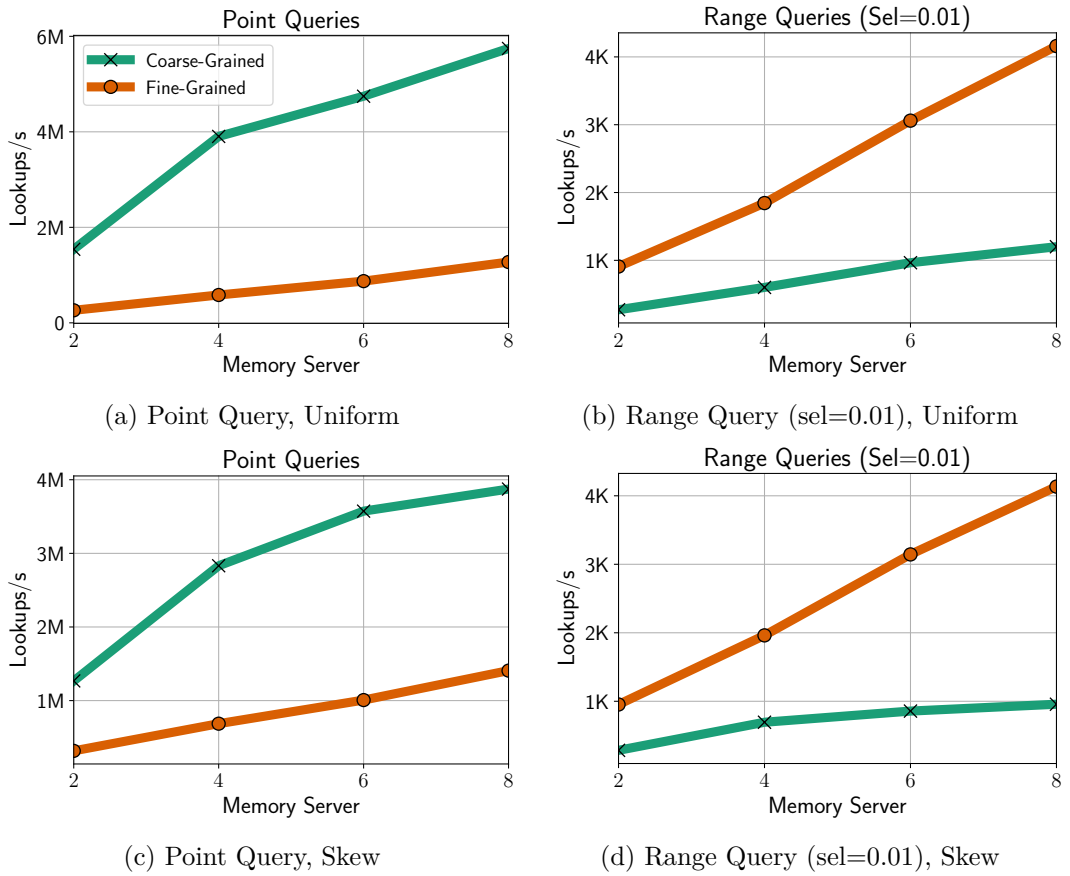 Point Queries
6M
4M
2M
0
Lookups/s
Coarse-Grained
Fine-Grained
2
4
6
8
Memory Server
(a) Point Query, Uniform
Range Queries (Sel=0.01)
4K
3K
2K
1K
Lookups/s
2
4
6
8
Memory Server
(b) Range Query (sel=0.01), Uniform
Point Queries
4M
3M
2M
1M
Lookups/s
2
4
6
8
Memory Server
(c) Point Query, Skew
Range Queries (Sel=0.01)
4K
3K
2K
1K
Lookups/s
2
4
6
8
Memory Server
(d) Range Query (sel=0.01), Skew